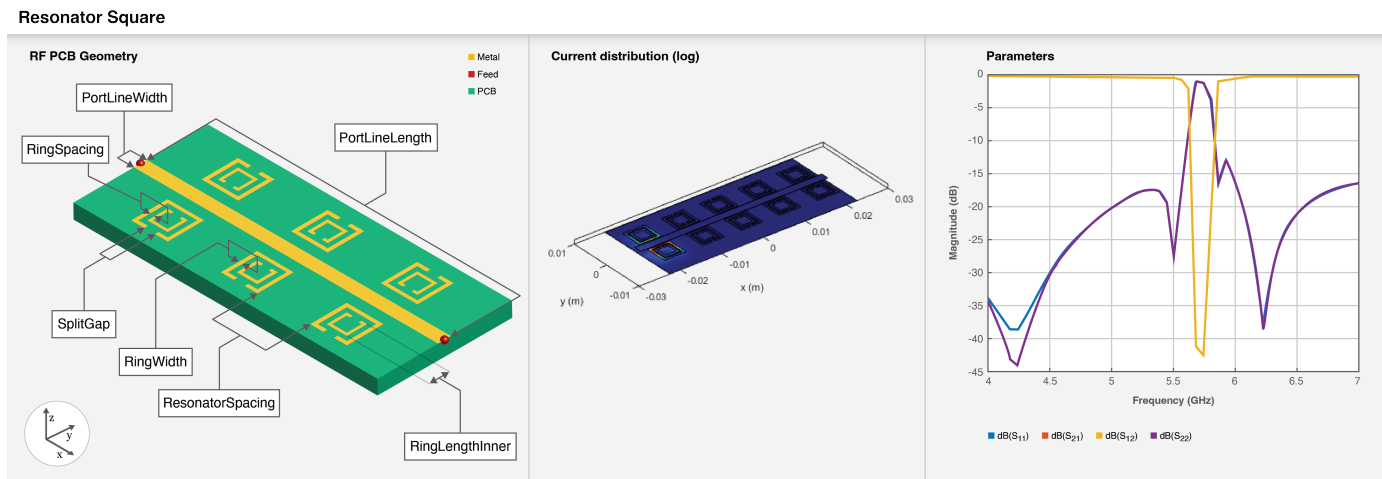 Resonator Square
RF PCB Geometry
Metal
Feed
PCB
PortLineWidth
RingSpacing
PortLineLength
SplitGap
RingWidth
ResonatorSpacing
RingLengthInner
z
y
x
Current distribution (log)
0.03
0.02
0.01
0
-0.01
-0.02
-0.03
x (m)
0.01
0
-0.01
y (m)
Parameters
0
-5
-10
-15
-20
-25
-30
-35
-40
-45
Magnitude (dB)
4 4.5 5 5.5 6 6.5 7
Frequency (GHz)
dB(S11) dB(S21) dB(S12) dB(S22)